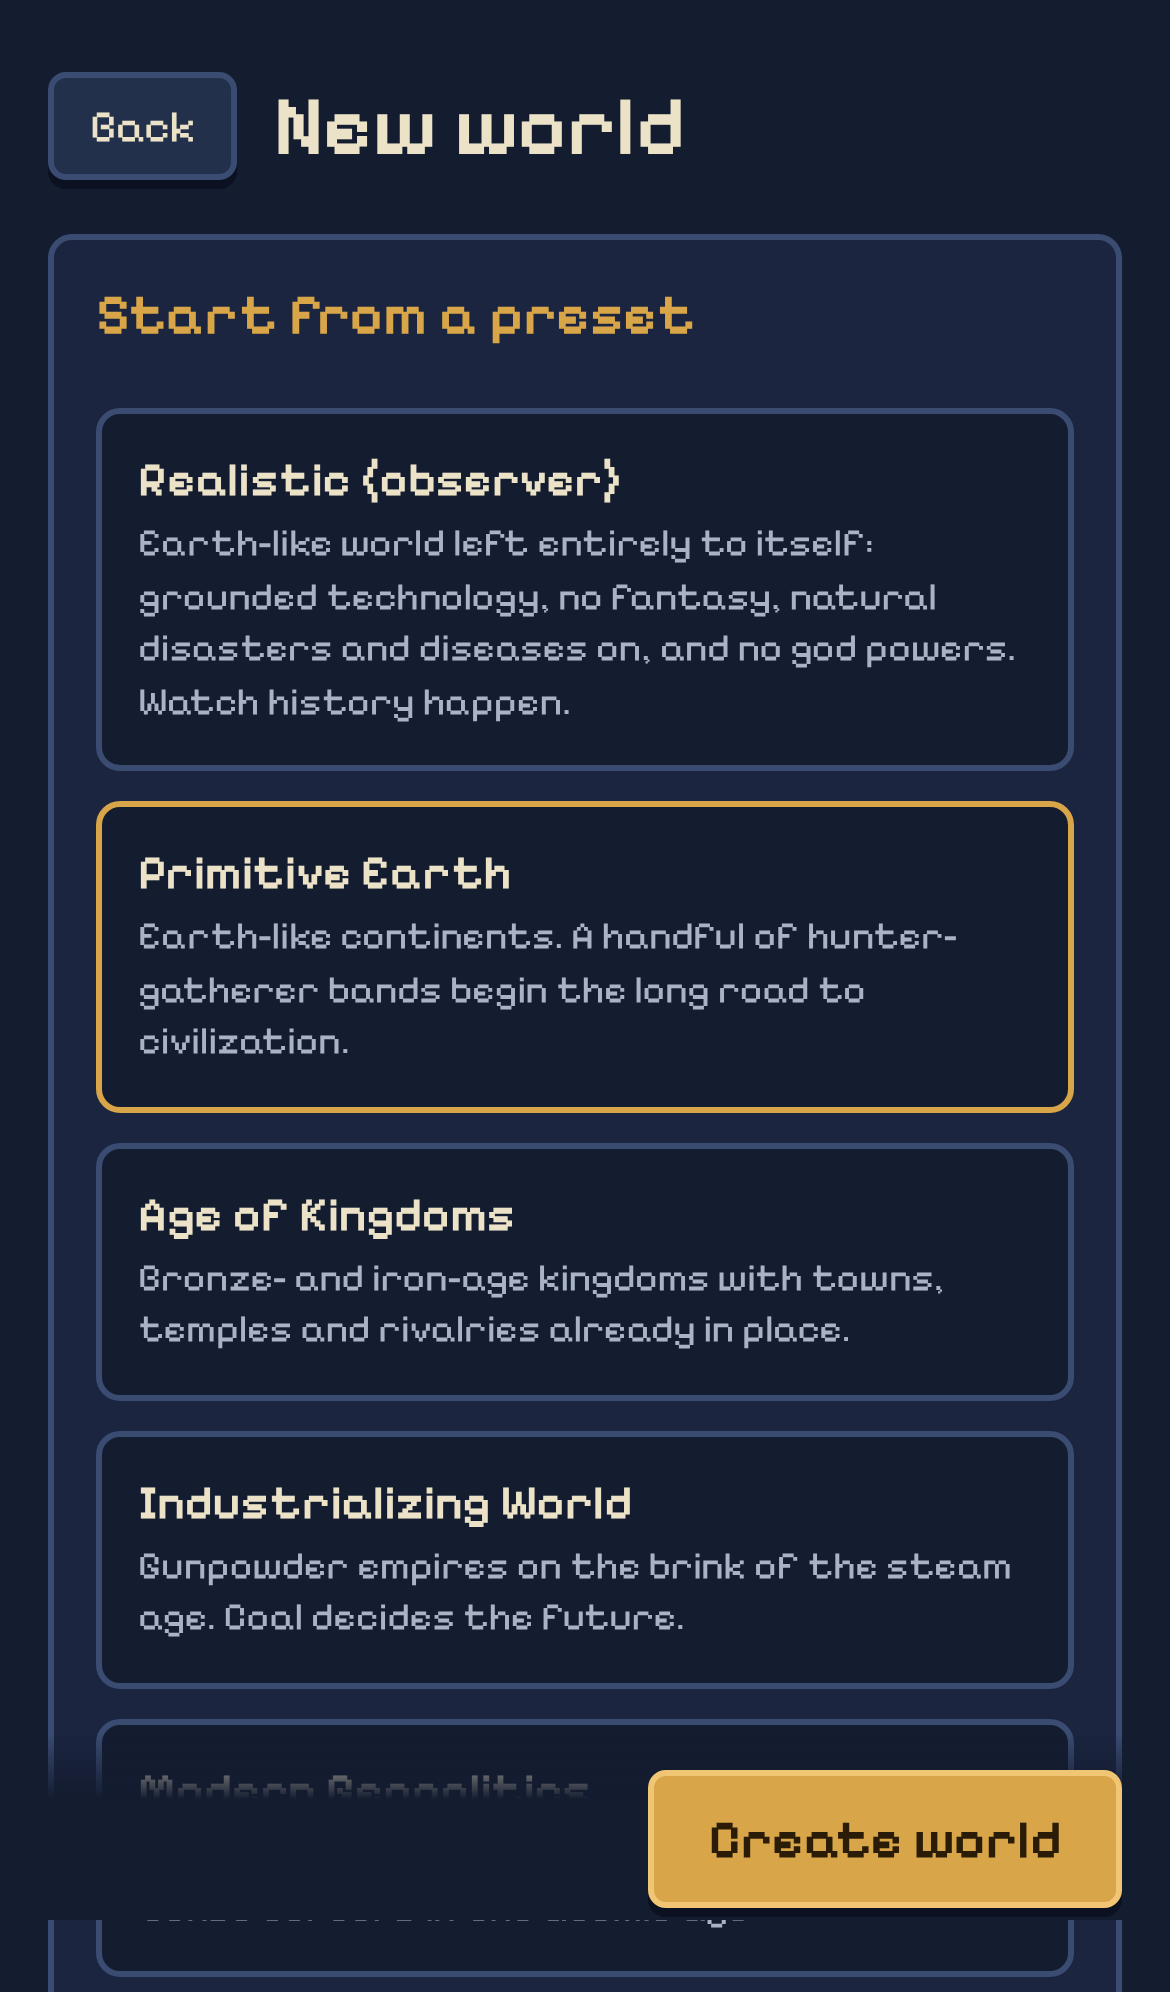 Back
New world
Start from a preset
Realistic (observer)
Earth-like world left entirely to itself:
grounded technology, no fantasy, natural
disasters and diseases on, and no god powers.
Watch history happen.
Primitive Earth
Earth-like continents. A handful of hunter-
gatherer bands begin the long road to
civilization.
Age of Kingdoms
Bronze- and iron-age kingdoms with towns,
temples and rivalries already in place.
Industrializing World
Gunpowder empires on the brink of the steam
age. Coal decides the future.
Modern Geopolitics
Create world